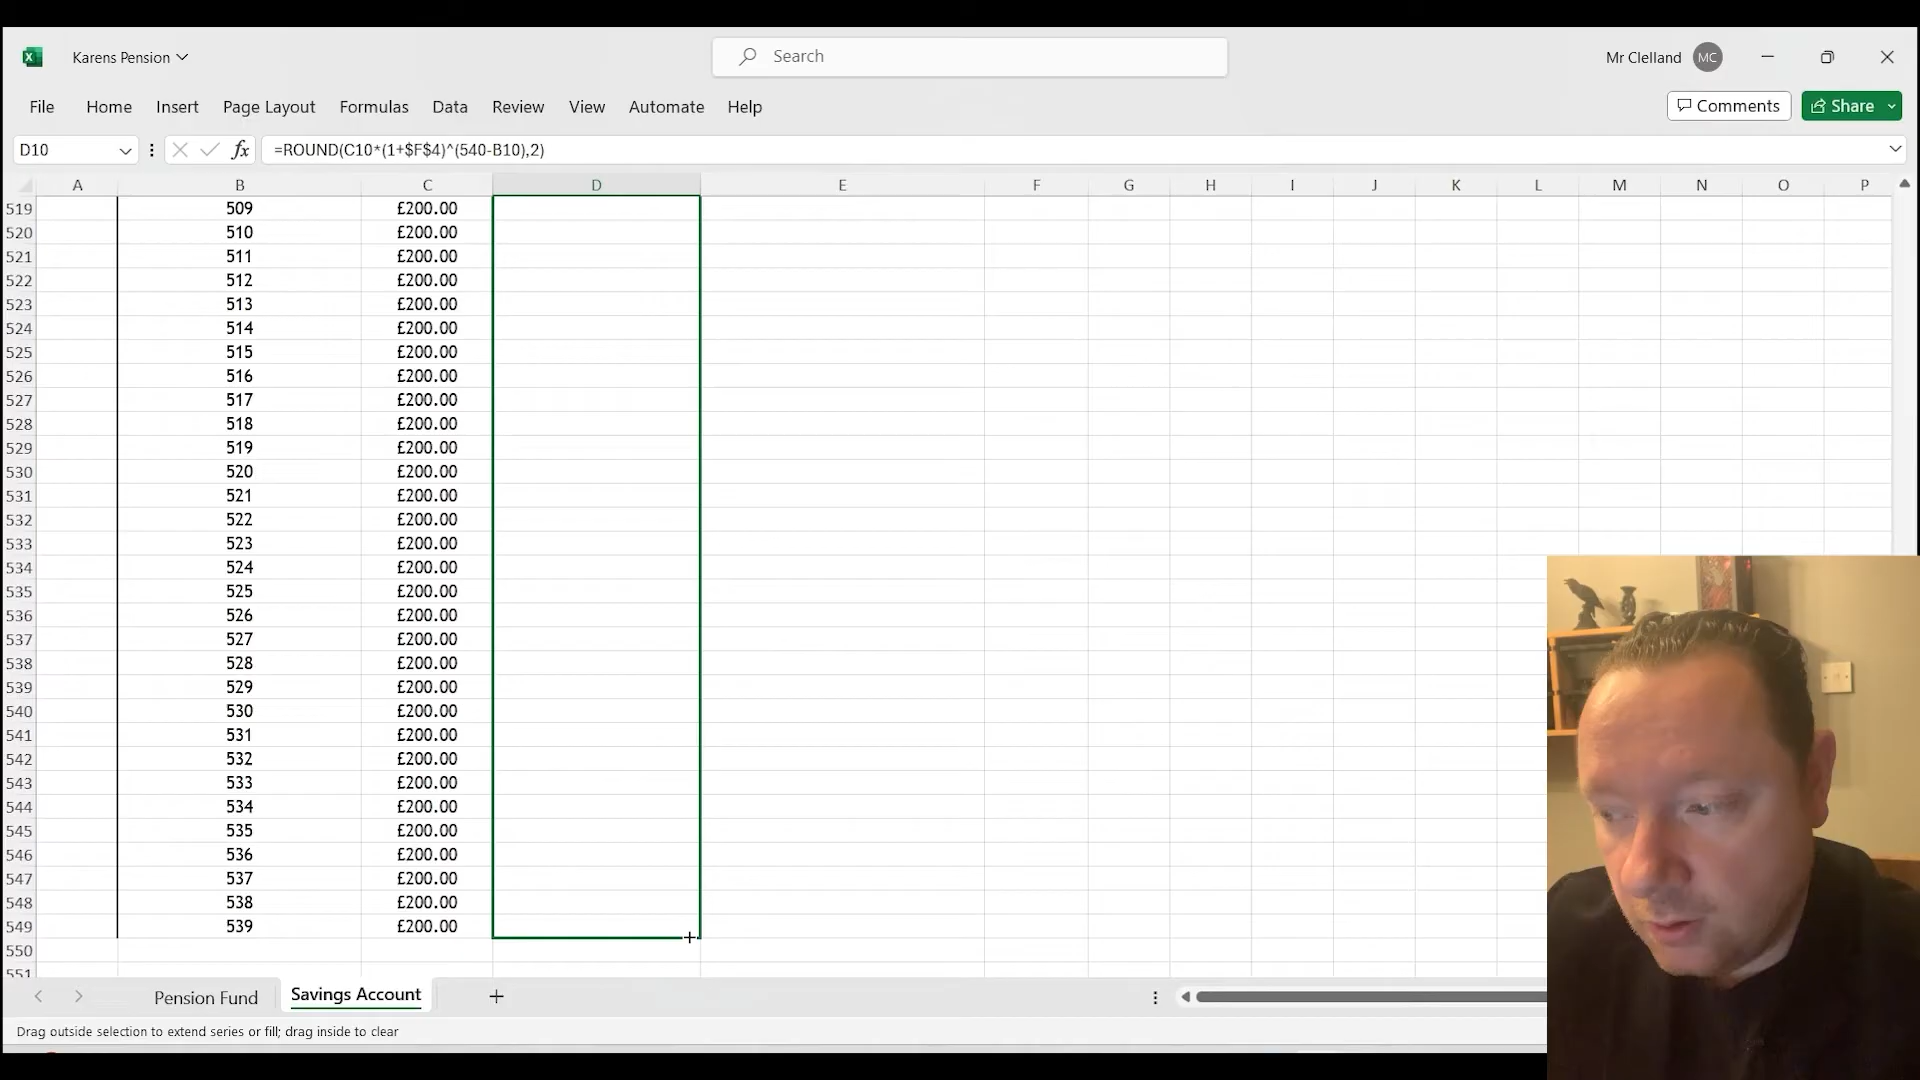 Karens Pension
Search
Mr Clelland MC
File Home Insert Page Layout Formulas Data Review View Automate Help Comments Share
D10 fx =ROUND(C10*(1+$F$4)^(540-B10),2)
A B C D E F G H I J K L M N O P
519 509 £200.00
520 510 £200.00
521 511 £200.00
522 512 £200.00
523 513 £200.00
524 514 £200.00
525 515 £200.00
526 516 £200.00
527 517 £200.00
528 518 £200.00
529 519 £200.00
530 520 £200.00
531 521 £200.00
532 522 £200.00
533 523 £200.00
534 524 £200.00
535 525 £200.00
536 526 £200.00
537 527 £200.00
538 528 £200.00
539 529 £200.00
540 530 £200.00
541 531 £200.00
542 532 £200.00
543 533 £200.00
544 534 £200.00
545 535 £200.00
546 536 £200.00
547 537 £200.00
548 538 £200.00
549 539 £200.00
550
551
Pension Fund Savings Account
Drag outside selection to extend series or fill; drag inside to clear